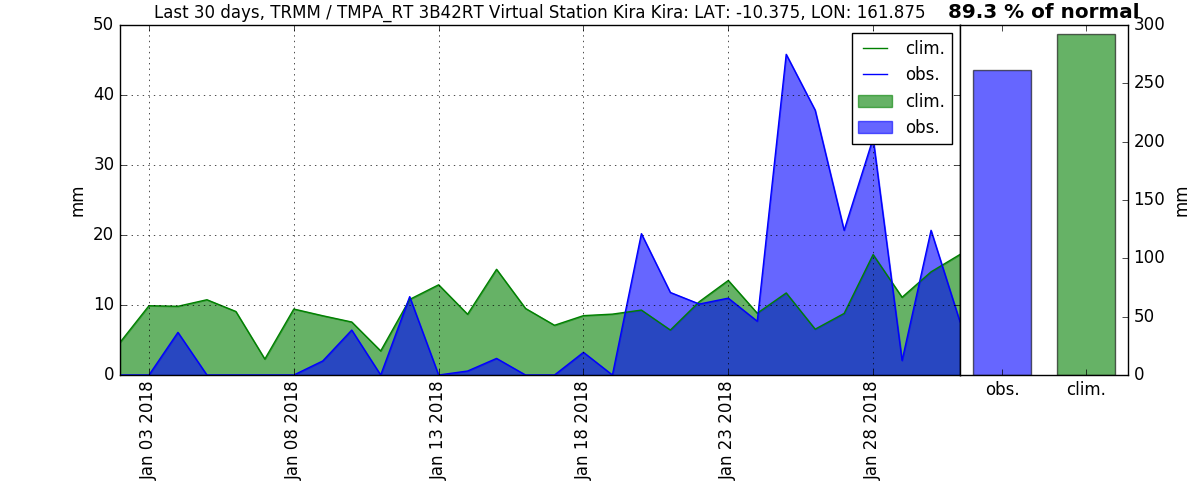 Last 30 days, TRMM / TMPA_RT 3B42RT Virtual Station Kira Kira: LAT: -10.375, LON: 161.875
89.3 % of normal
50
40
30
20
10
0
mm
clim.
obs.
clim.
obs.
Jan 03 2018
Jan 08 2018
Jan 13 2018
Jan 18 2018
Jan 23 2018
Jan 28 2018
300
250
200
150
100
50
0
mm
obs.
clim.